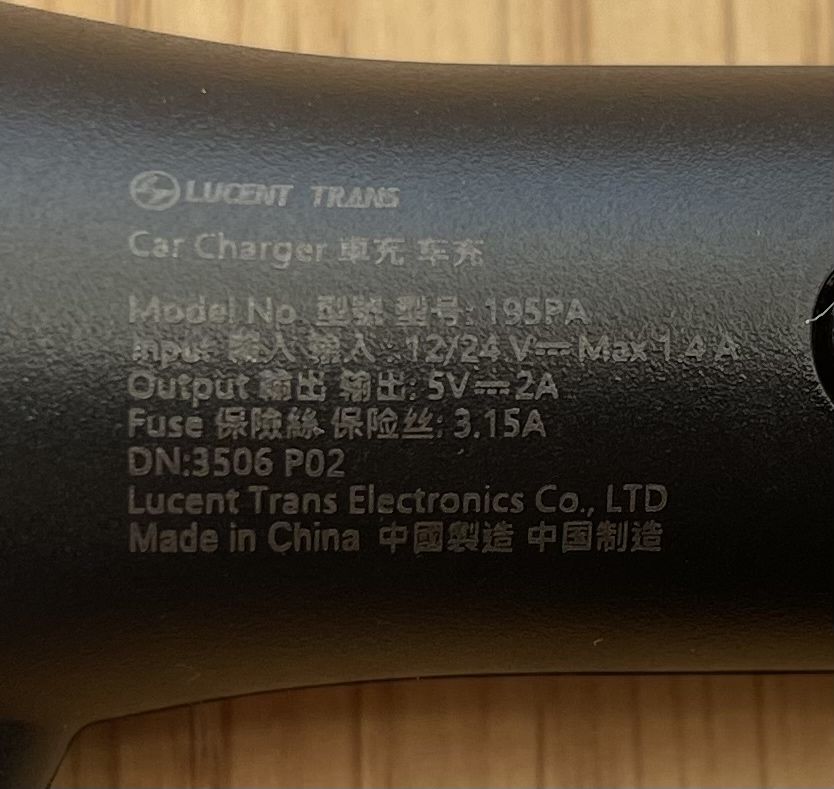 LUCENT TRANS
Car Charger 車充 车充
Model No. 型號 型号: 195PA
Input 輸入 输入 : 12/24 V⎓ Max 1.4 A
Output 輸出 输出: 5V⎓2A
Fuse 保險絲 保险丝: 3.15A
DN:3506 P02
Lucent Trans Electronics Co., LTD
Made in China 中國製造 中国制造